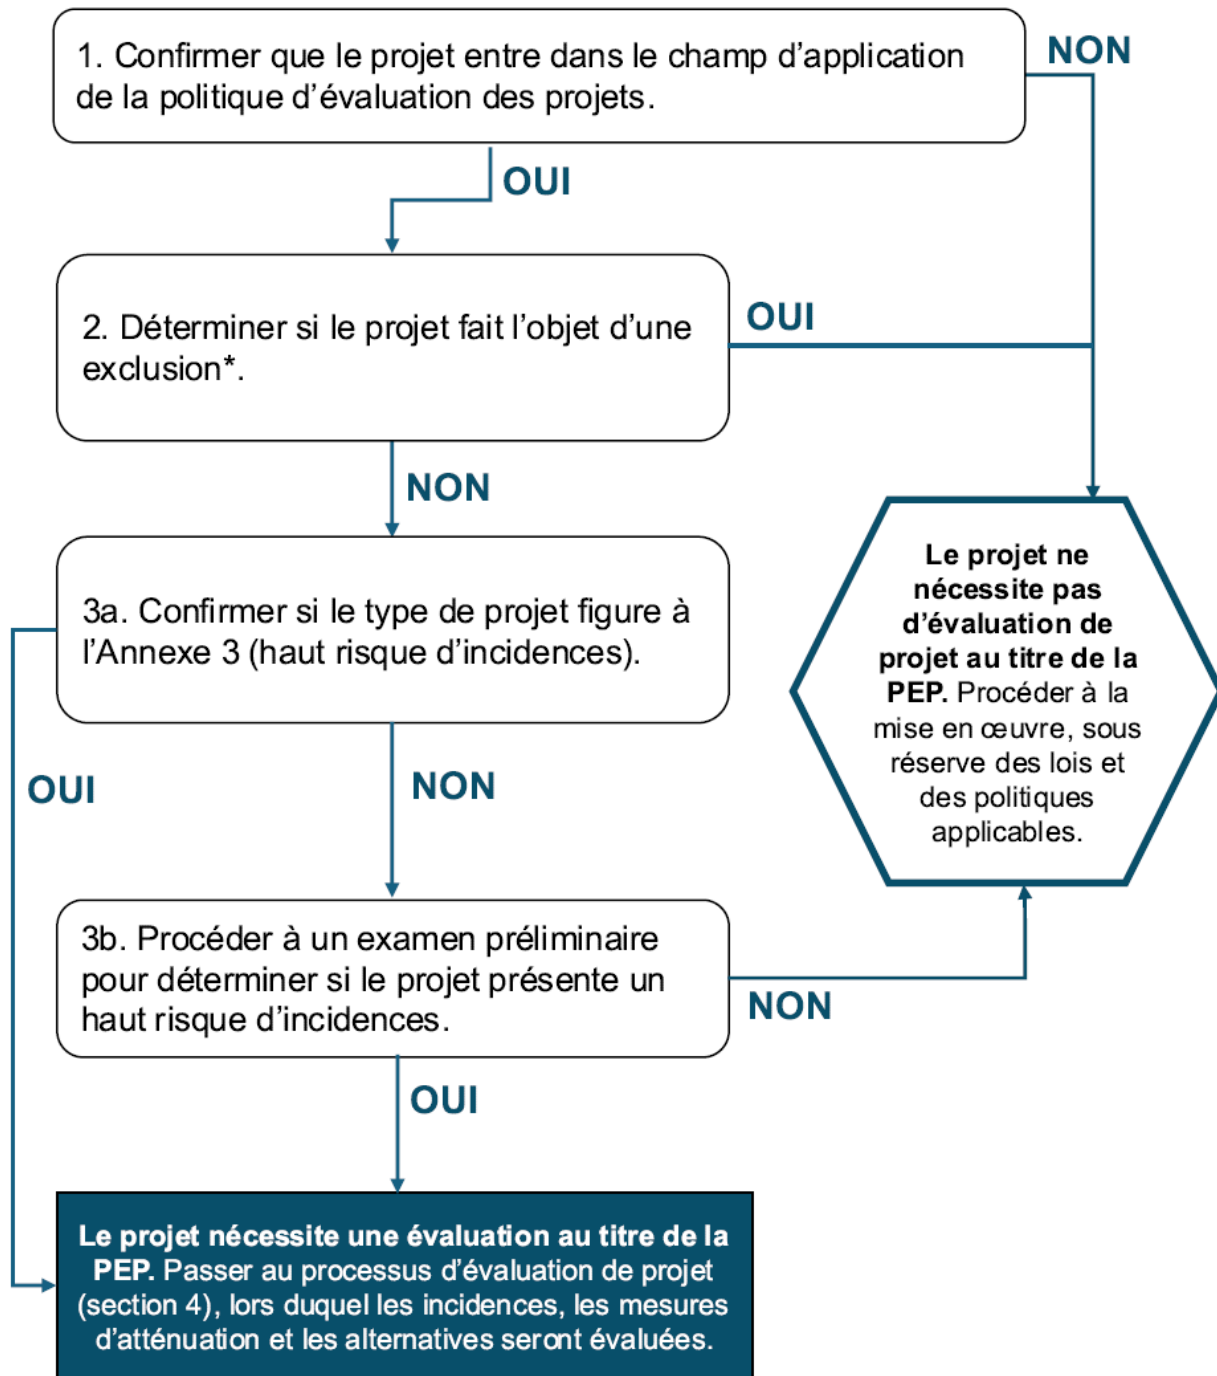 1. Confirmer que le projet entre dans le champ d’application
de la politique d’évaluation des projets.
NON
OUI
2. Déterminer si le projet fait l’objet d’une
exclusion*.
OUI
NON
3a. Confirmer si le type de projet figure à
l’Annexe 3 (haut risque d’incidences).
OUI
NON
Le projet ne
nécessite pas
d’évaluation de
projet au titre de la
PEP. Procéder à la
mise en œuvre, sous
réserve des lois et
des politiques
applicables.
3b. Procéder à un examen préliminaire
pour déterminer si le projet présente un
haut risque d’incidences.
NON
OUI
Le projet nécessite une évaluation au titre de la
PEP. Passer au processus d’évaluation de projet
(section 4), lors duquel les incidences, les mesures
d’atténuation et les alternatives seront évaluées.